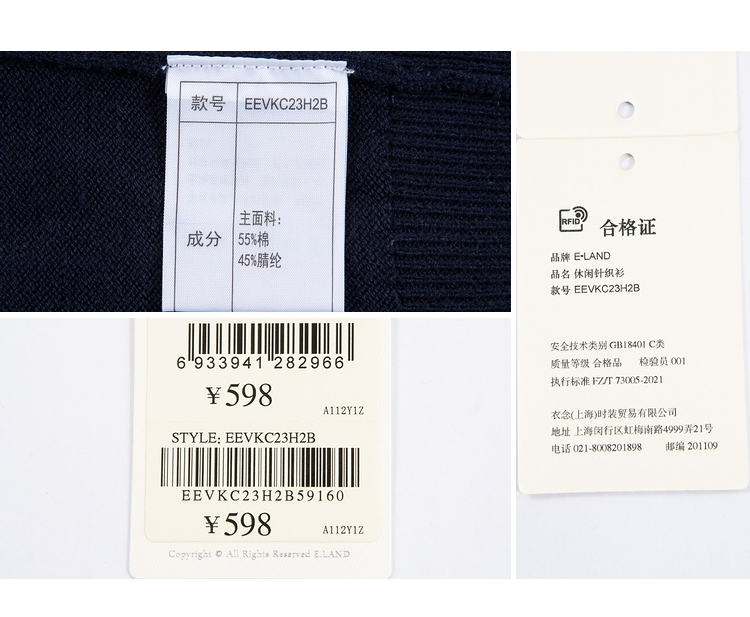 款号 EEVKC23H2B
成分
主面料:
55%棉
45%腈纶
6 933941 282966
¥598
A112Y1Z
STYLE: EEVKC23H2B
EEVKC23H2B59160
¥598
A112Y1Z
Copyright © All Rights Reserved E.LAND
RFID
合格证
品牌 E•LAND
品名 休闲针织衫
款号 EEVKC23H2B
安全技术类别 GB18401 C类
质量等级 合格品 检验员 001
执行标准 FZ/T 73005-2021
衣念(上海)时装贸易有限公司
地址 上海闵行区虹梅南路4999弄21号
电话 021-8008201898 邮编 201109